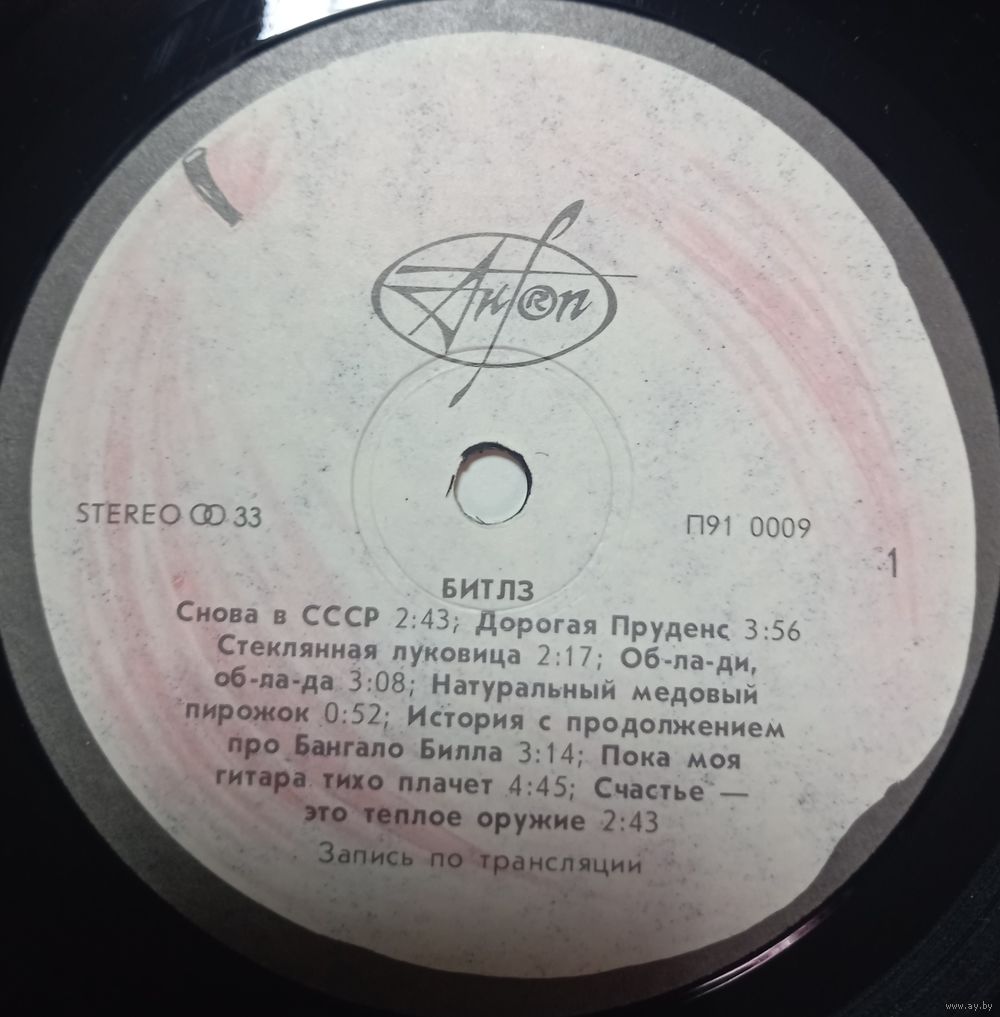 Антроп
STEREO 33
П91 0009
1
БИТЛЗ
Снова в СССР 2:43; Дорогая Пруденс 3:56
Стеклянная луковица 2:17; Об-ла-ди,
об-ла-да 3:08; Натуральный медовый
пирожок 0:52; История с продолжением
про Бангало Билла 3:14; Пока моя
гитара тихо плачет 4:45; Счастье —
это теплое оружие 2:43
Запись по трансляции
www.ay.by